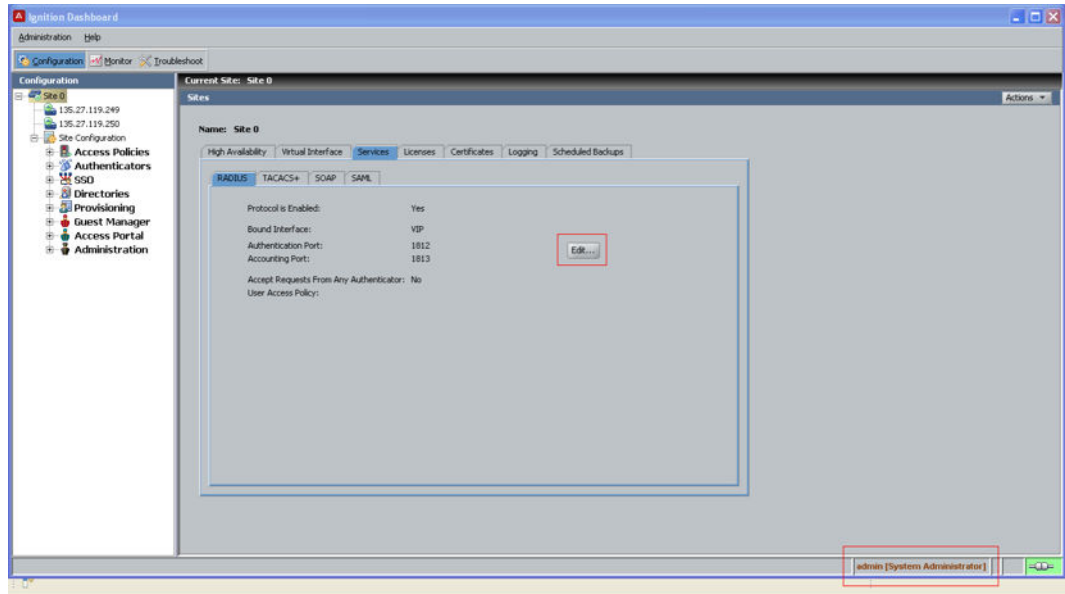 Ignition Dashboard
Administration Help
Configuration Monitor Troubleshoot
Configuration
Current Site: Site 0
Site 0
Sites
Actions
135.27.119.249
135.27.119.250
Site Configuration
Access Policies
Authenticators
SSO
Directories
Provisioning
Guest Manager
Access Portal
Administration
Name: Site 0
High Availability Virtual Interface Services Licenses Certificates Logging Scheduled Backups
RADIUS TACACS+ SOAP SAML
Protocol is Enabled: Yes
Bound Interface: VIP
Authentication Port: 1812
Accounting Port: 1813
Edit...
Accept Requests From Any Authenticator: No
User Access Policy:
admin [System Administrator]